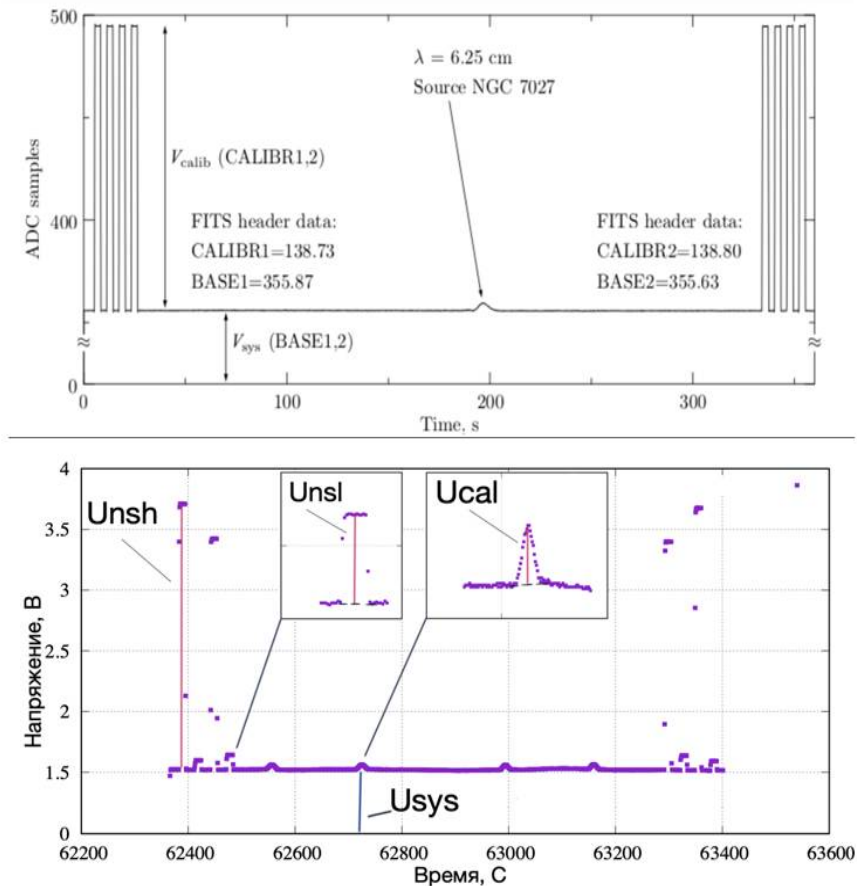 500
400
0
ADC samples
λ = 6.25 cm
Source NGC 7027
V_calib (CALIBR1,2)
FITS header data:
CALIBR1=138.73
BASE1=355.87
FITS header data:
CALIBR2=138.80
BASE2=355.63
V_sys (BASE1,2)
0 100 200 300
Time, s
4
3.5
3
2.5
2
1.5
1
0.5
0
Напряжение, В
Unsh
Unsl
Ucal
Usys
62200 62400 62600 62800 63000 63200 63400 63600
Время, С